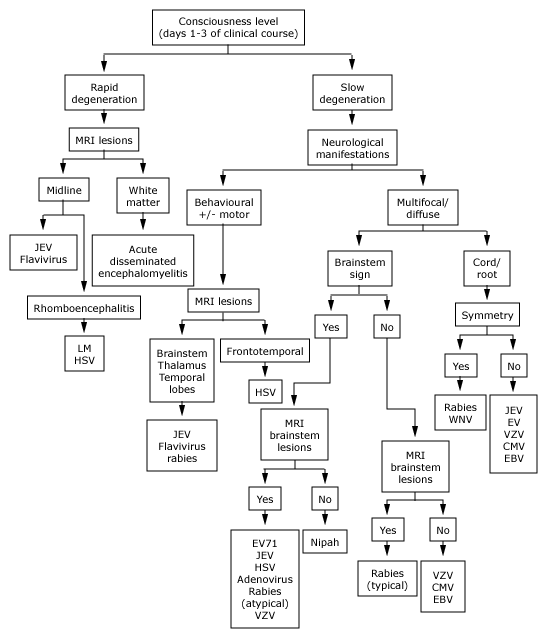 Consciousness level
(days 1-3 of clinical course)
Rapid
degeneration
Slow
degeneration
MRI lesions
Neurological
manifestations
Midline
White
matter
Behavioural
+/- motor
Multifocal/
diffuse
JEV
Flavivirus
Acute
disseminated
encephalomyelitis
Brainstem
sign
Cord/
root
Rhomboencephalitis
MRI lesions
Yes
No
Symmetry
LM
HSV
Brainstem
Thalamus
Temporal
lobes
Frontotemporal
Yes
No
HSV
JEV
Flavivirus
rabies
MRI
brainstem
lesions
Rabies
WNV
JEV
EV
VZV
CMV
EBV
MRI
brainstem
lesions
Yes
No
Yes
No
EV71
JEV
HSV
Adenovirus
Rabies
(atypical)
VZV
Nipah
Rabies
(typical)
VZV
CMV
EBV